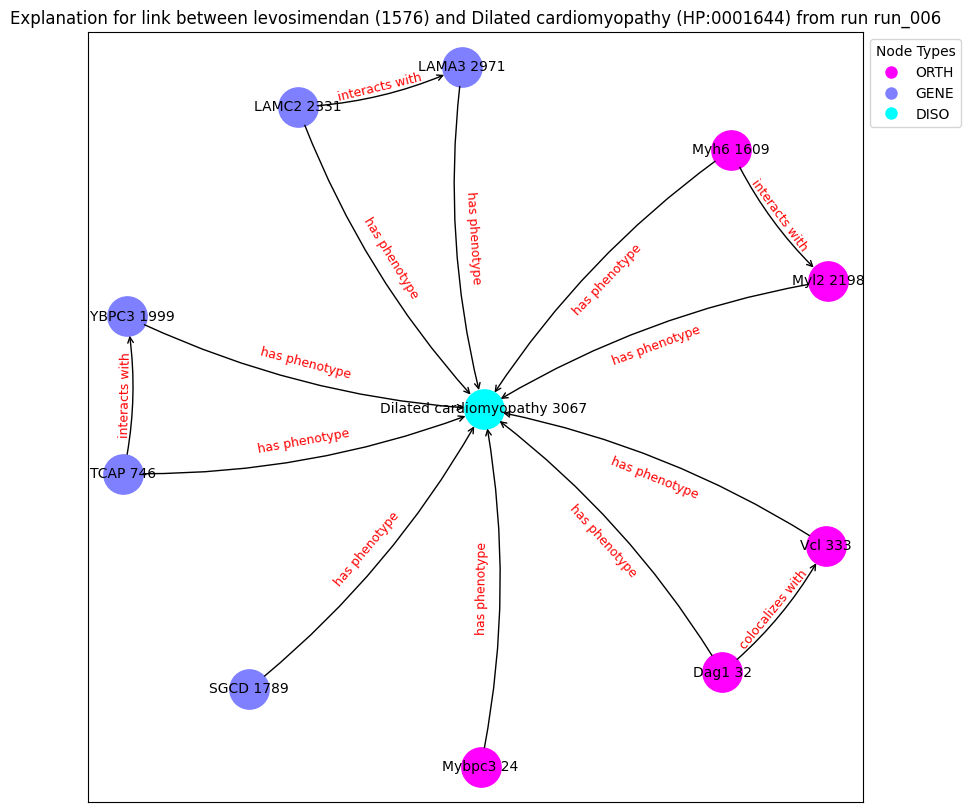 Explanation for link between levosimendan (1576) and Dilated cardiomyopathy (HP:0001644) from run run_006
Node Types
ORTH
GENE
DISO
LAMA3 2971
interacts with
LAMC2 2331
Myh6 1609
interacts with
has phenotype
has phenotype
has phenotype
Myl2 2198
YBPC3 1999
has phenotype
has phenotype
interacts with
Dilated cardiomyopathy 3067
has phenotype
TCAP 746
has phenotype
has phenotype
has phenotype
Vcl 333
has phenotype
colocalizes with
Dag1 32
SGCD 1789
Mybpc3 24